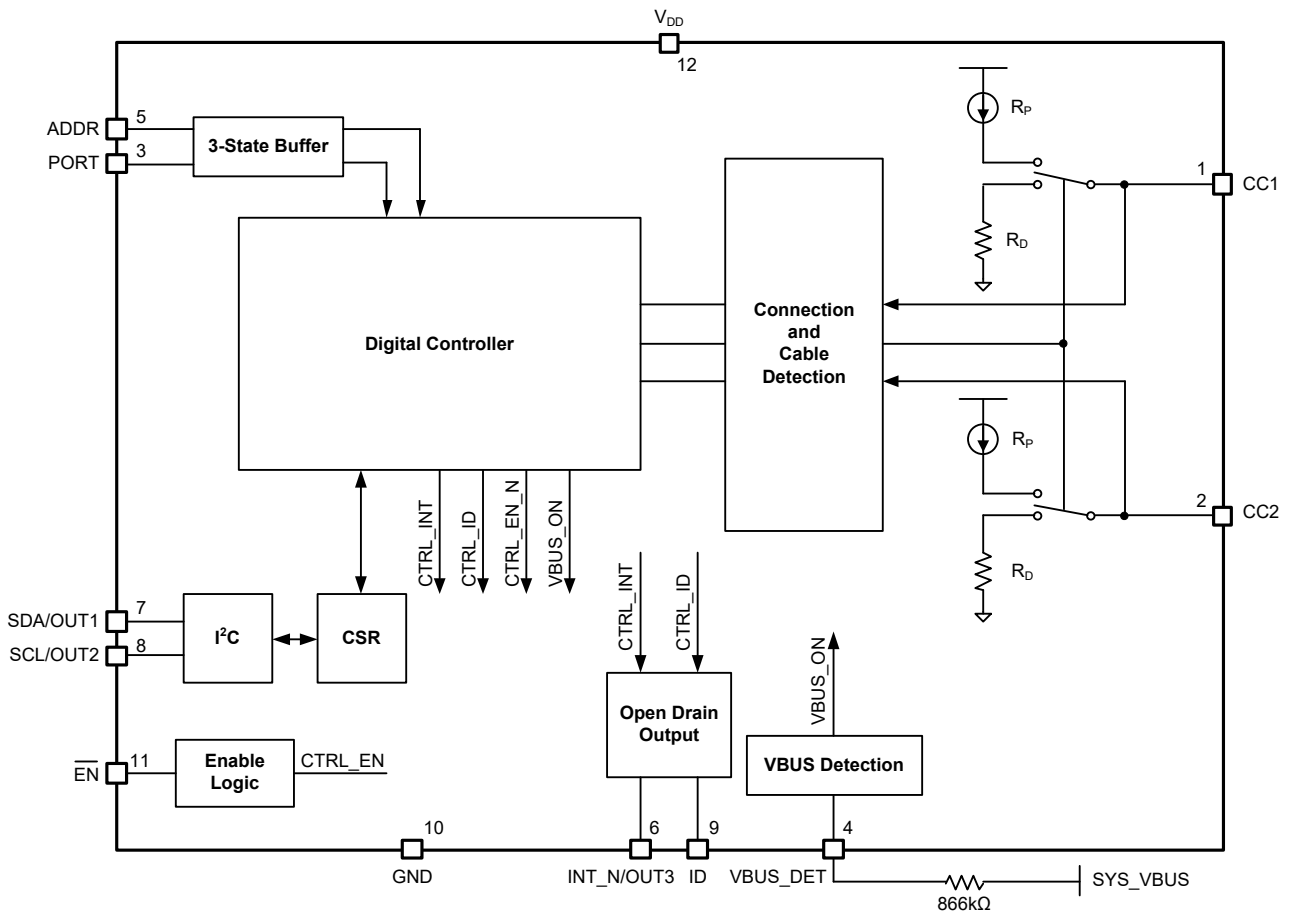 VDD
12
ADDR
5
PORT
3
3-State Buffer
RP
RD
1
CC1
Digital Controller
Connection
and
Cable
Detection
RP
RD
2
CC2
CTRL_INT
CTRL_ID
CTRL_EN_N
VBUS_ON
SDA/OUT1
7
SCL/OUT2
8
I²C
CSR
CTRL_INT
CTRL_ID
VBUS_ON
Open Drain
Output
VBUS Detection
EN
11
Enable
Logic
CTRL_EN
10
GND
6
INT_N/OUT3
9
ID
4
VBUS_DET
866kΩ
SYS_VBUS